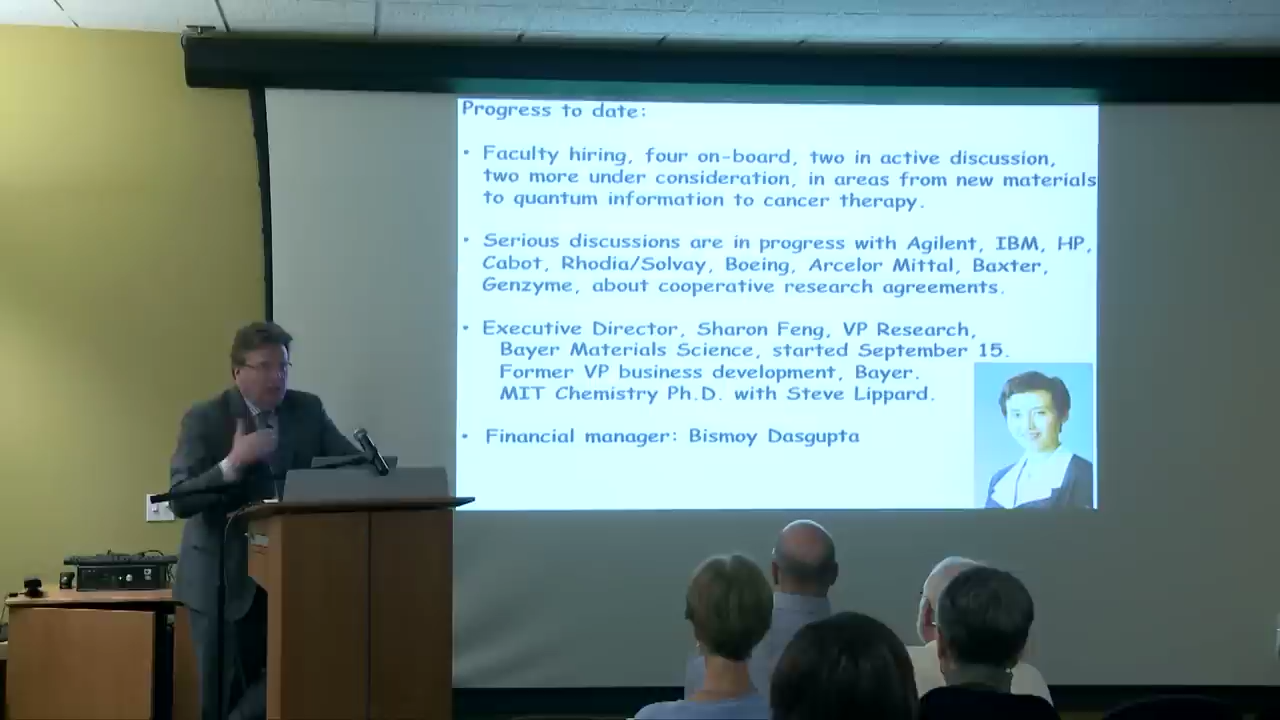 Progress to date:
• Faculty hiring, four on-board, two in active discussion,
two more under consideration, in areas from new materials
to quantum information to cancer therapy.
• Serious discussions are in progress with Agilent, IBM, HP,
Cabot, Rhodia/Solvay, Boeing, Arcelor Mittal, Baxter,
Genzyme, about cooperative research agreements.
• Executive Director, Sharon Feng, VP Research,
Bayer Materials Science, started September 15.
Former VP business development, Bayer.
MIT Chemistry Ph.D. with Steve Lippard.
• Financial manager: Bismoy Dasgupta